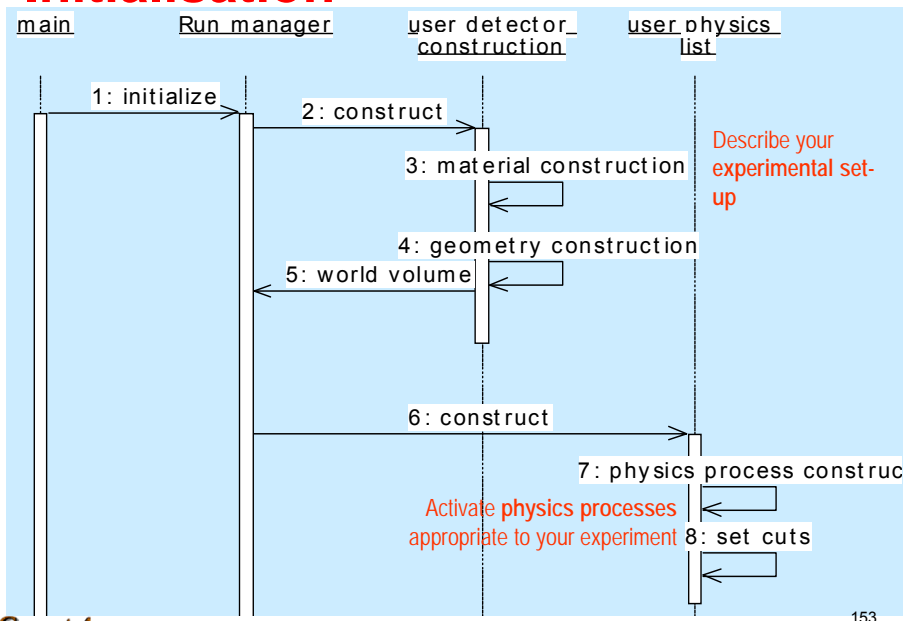 Initialisation
main Run manager user detector construction user physics list
1: initialize
2: construct
3: material construction
Describe your
experimental set-
up
4: geometry construction
5: world volume
6: construct
7: physics process construc
Activate physics processes
appropriate to your experiment
8: set cuts
153